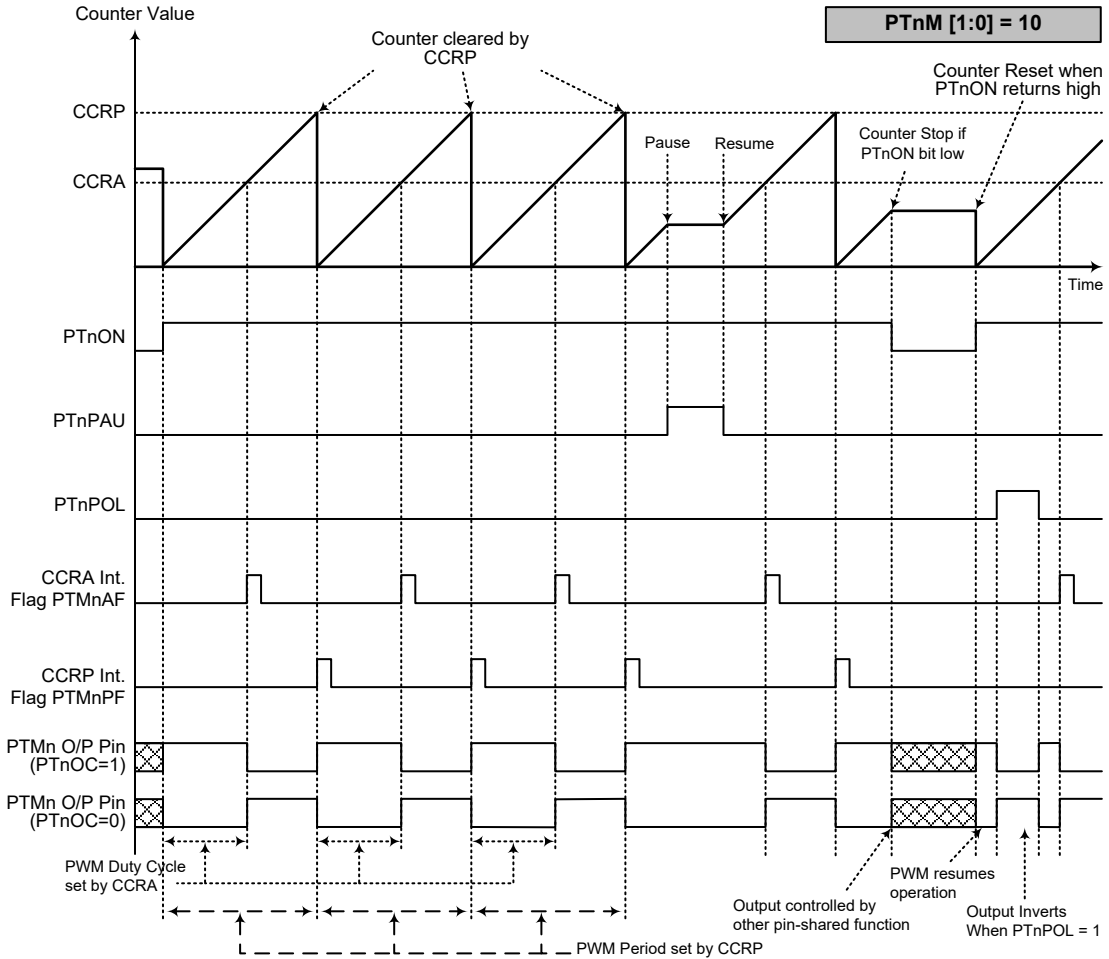 Counter Value
PTnM [1:0] = 10
Counter cleared by
CCRP
Counter Reset when
PTnON returns high
CCRP
Pause
Resume
Counter Stop if
PTnON bit low
CCRA
Time
PTnON
PTnPAU
PTnPOL
CCRA Int.
Flag PTMnAF
CCRP Int.
Flag PTMnPF
PTMn O/P Pin
(PTnOC=1)
PTMn O/P Pin
(PTnOC=0)
PWM Duty Cycle
set by CCRA
PWM resumes
operation
Output controlled by
other pin-shared function
Output Inverts
When PTnPOL = 1
PWM Period set by CCRP